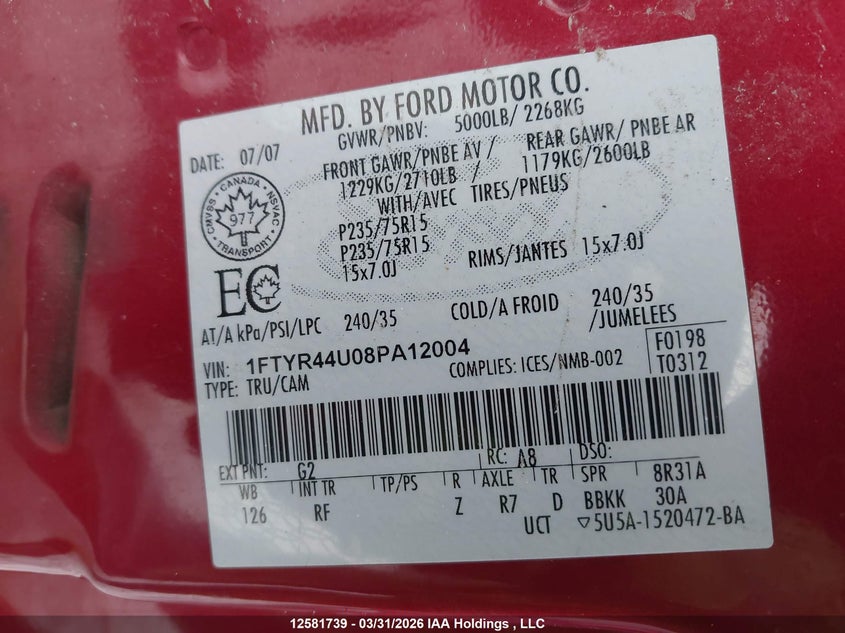 MFD. BY FORD MOTOR CO.
DATE: 07/07
GVWR/PNBV: 5000LB/ 2268KG
FRONT GAWR/PNBE AV / REAR GAWR/ PNBE AR
1229KG/2710LB / 1179KG/2600LB
WITH/AVEC TIRES/PNEUS
CMVSS • CANADA • NSVAC • TRANSPORT •
977
P235/75R15
P235/75R15
15x7.0J RIMS/JANTES 15x7.0J
EC
AT/A kPa/PSI/LPC 240/35 COLD/A FROID 240/35
/JUMELEES
VIN: 1FTYR44U08PA12004 COMPLIES: ICES/NMB-002 F0198
TYPE: TRU/CAM T0312
EXT PNT: G2 RC: A8 DSO:
WB INT TR TP/PS R AXLE TR SPR 8R31A
126 RF Z R7 D BBKK 30A
UCT 5U5A-1520472-BA
12581739 - 03/31/2026 IAA Holdings , LLC